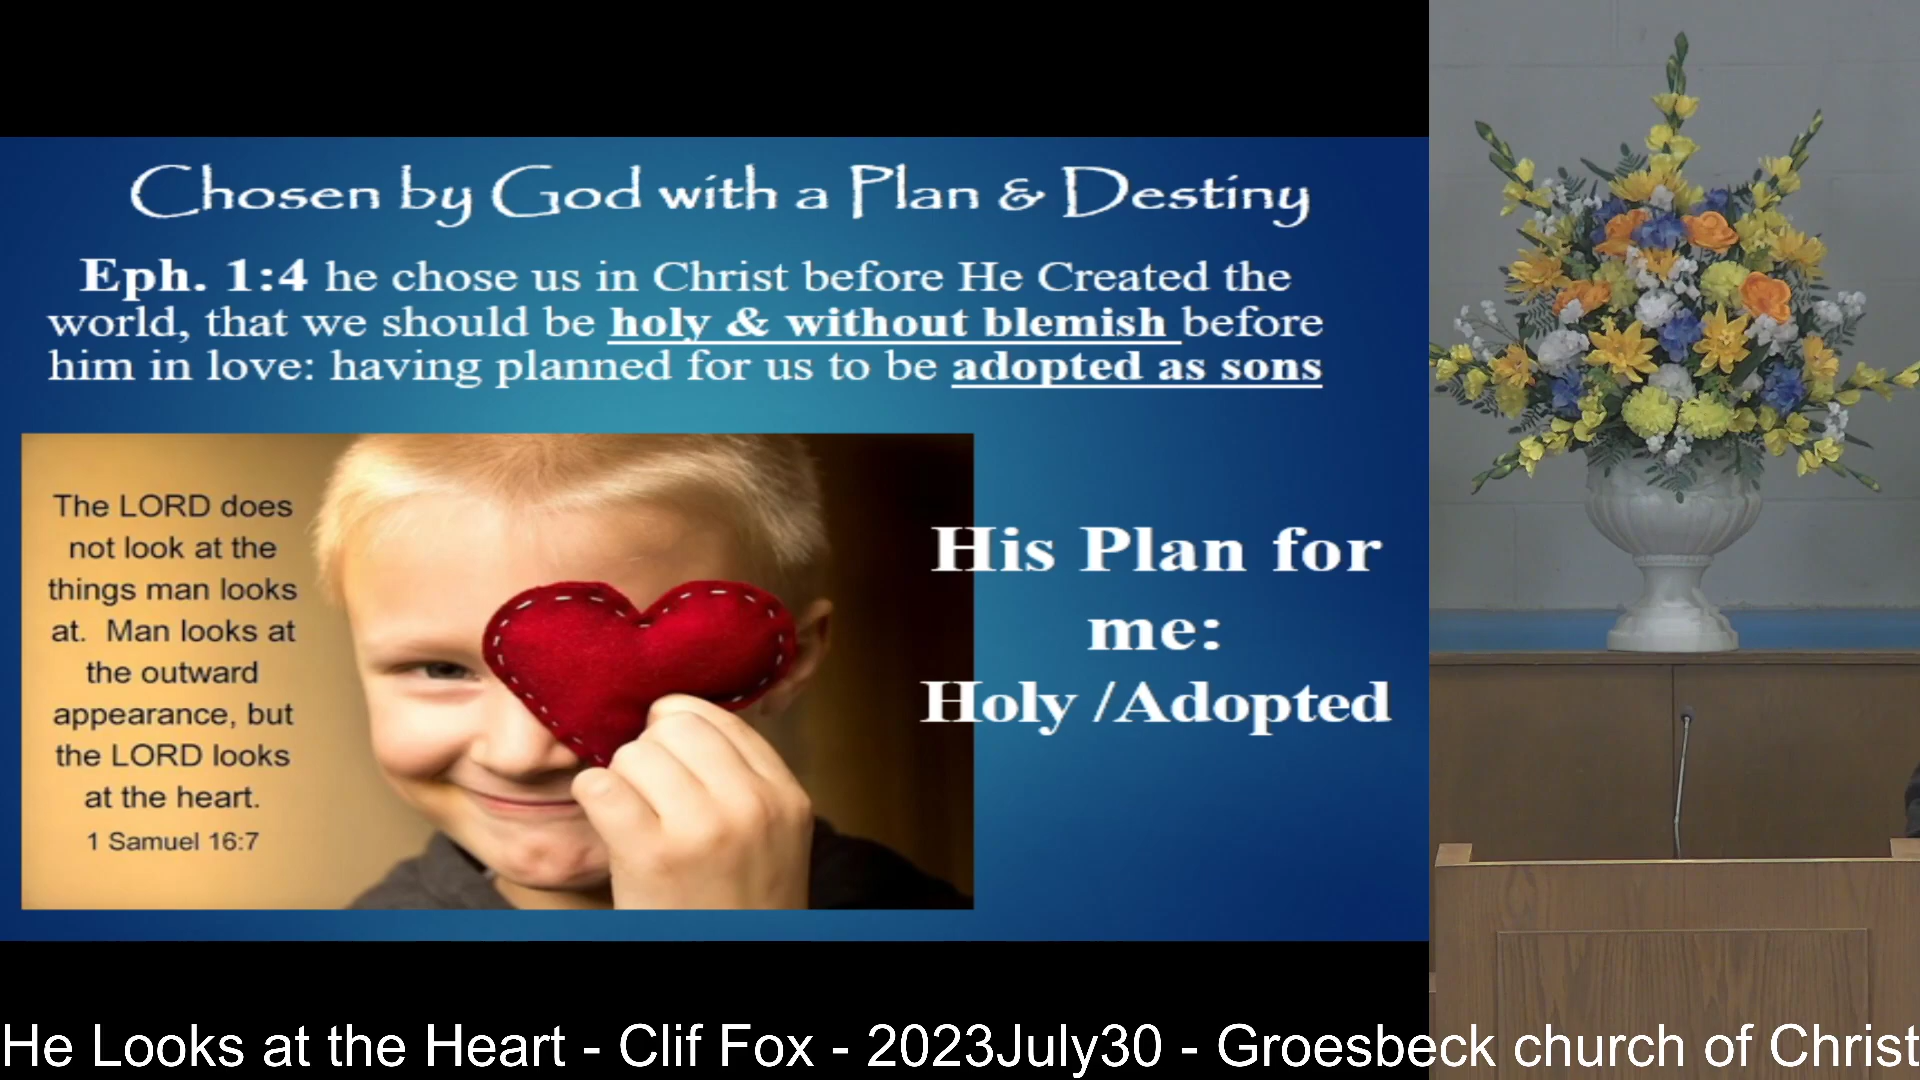 Chosen by God with a Plan & Destiny
Eph. 1:4 he chose us in Christ before He Created the
world, that we should be holy & without blemish before
him in love: having planned for us to be adopted as sons
The LORD does
not look at the
things man looks
at. Man looks at
the outward
appearance, but
the LORD looks
at the heart.
1 Samuel 16:7
His Plan for
me:
Holy /Adopted
He Looks at the Heart - Clif Fox - 2023July30 - Groesbeck church of Christ